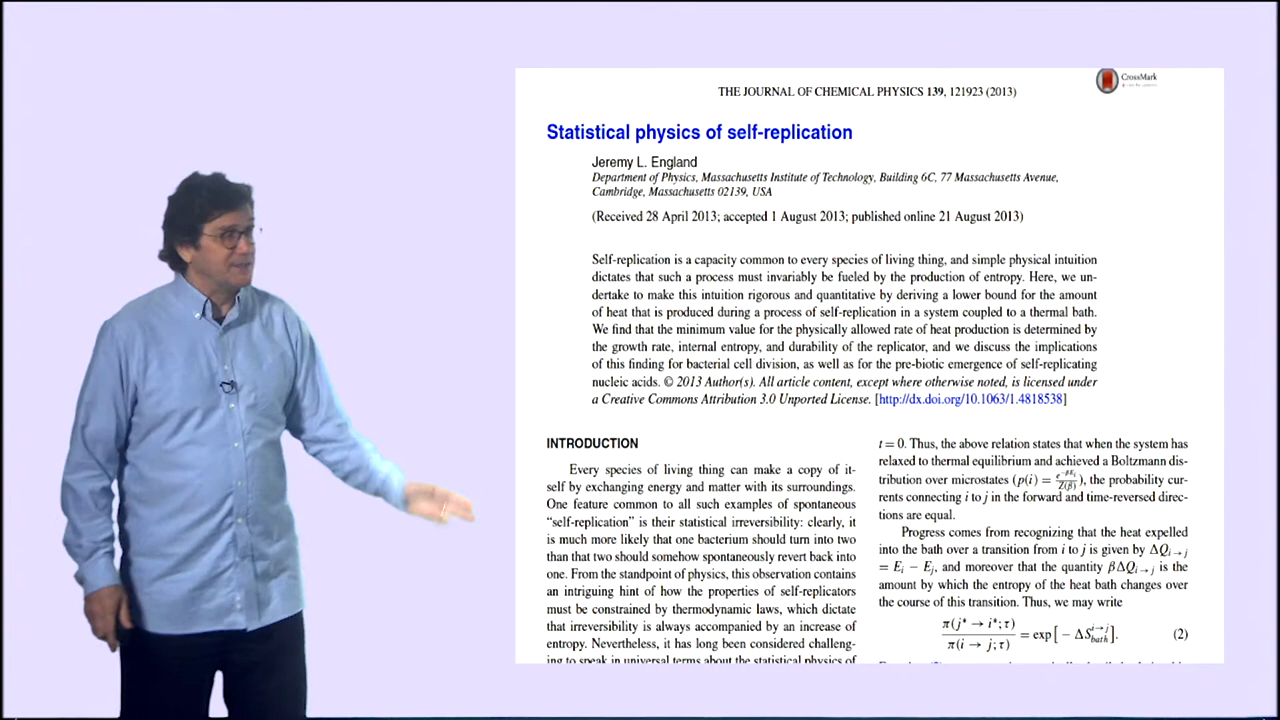 THE JOURNAL OF CHEMICAL PHYSICS 139, 121923 (2013)
CrossMark
Statistical physics of self-replication
Jeremy L. England
Department of Physics, Massachusetts Institute of Technology, Building 6C, 77 Massachusetts Avenue,
Cambridge, Massachusetts 02139, USA
(Received 28 April 2013; accepted 1 August 2013; published online 21 August 2013)
Self-replication is a capacity common to every species of living thing, and simple physical intuition
dictates that such a process must invariably be fueled by the production of entropy. Here, we un-
dertake to make this intuition rigorous and quantitative by deriving a lower bound for the amount
of heat that is produced during a process of self-replication in a system coupled to a thermal bath.
We find that the minimum value for the physically allowed rate of heat production is determined by
the growth rate, internal entropy, and durability of the replicator, and we discuss the implications
of this finding for bacterial cell division, as well as for the pre-biotic emergence of self-replicating
nucleic acids. © 2013 Author(s). All article content, except where otherwise noted, is licensed under
a Creative Commons Attribution 3.0 Unported License. [http://dx.doi.org/10.1063/1.4818538]
INTRODUCTION
Every species of living thing can make a copy of it-
self by exchanging energy and matter with its surroundings.
One feature common to all such examples of spontaneous
“self-replication” is their statistical irreversibility: clearly, it
is much more likely that one bacterium should turn into two
than that two should somehow spontaneously revert back into
one. From the standpoint of physics, this observation contains
an intriguing hint of how the properties of self-replicators
must be constrained by thermodynamic laws, which dictate
that irreversibility is always accompanied by an increase of
entropy. Nevertheless, it has long been considered challeng-
ing to speak in universal terms about the statistical physics of
t = 0. Thus, the above relation states that when the system has
relaxed to thermal equilibrium and achieved a Boltzmann dis-
tribution over microstates (p(i) = e^{-βE_i}/Z(β)), the probability cur-
rents connecting i to j in the forward and time-reversed direc-
tions are equal.
Progress comes from recognizing that the heat expelled
into the bath over a transition from i to j is given by ΔQ_{i→j}
= E_i − E_j, and moreover that the quantity βΔQ_{i→j} is the
amount by which the entropy of the heat bath changes over
the course of this transition. Thus, we may write
π(j* → i*; τ)/π(i → j; τ) = exp[−ΔS_{bath}^{i→j}]. (2)